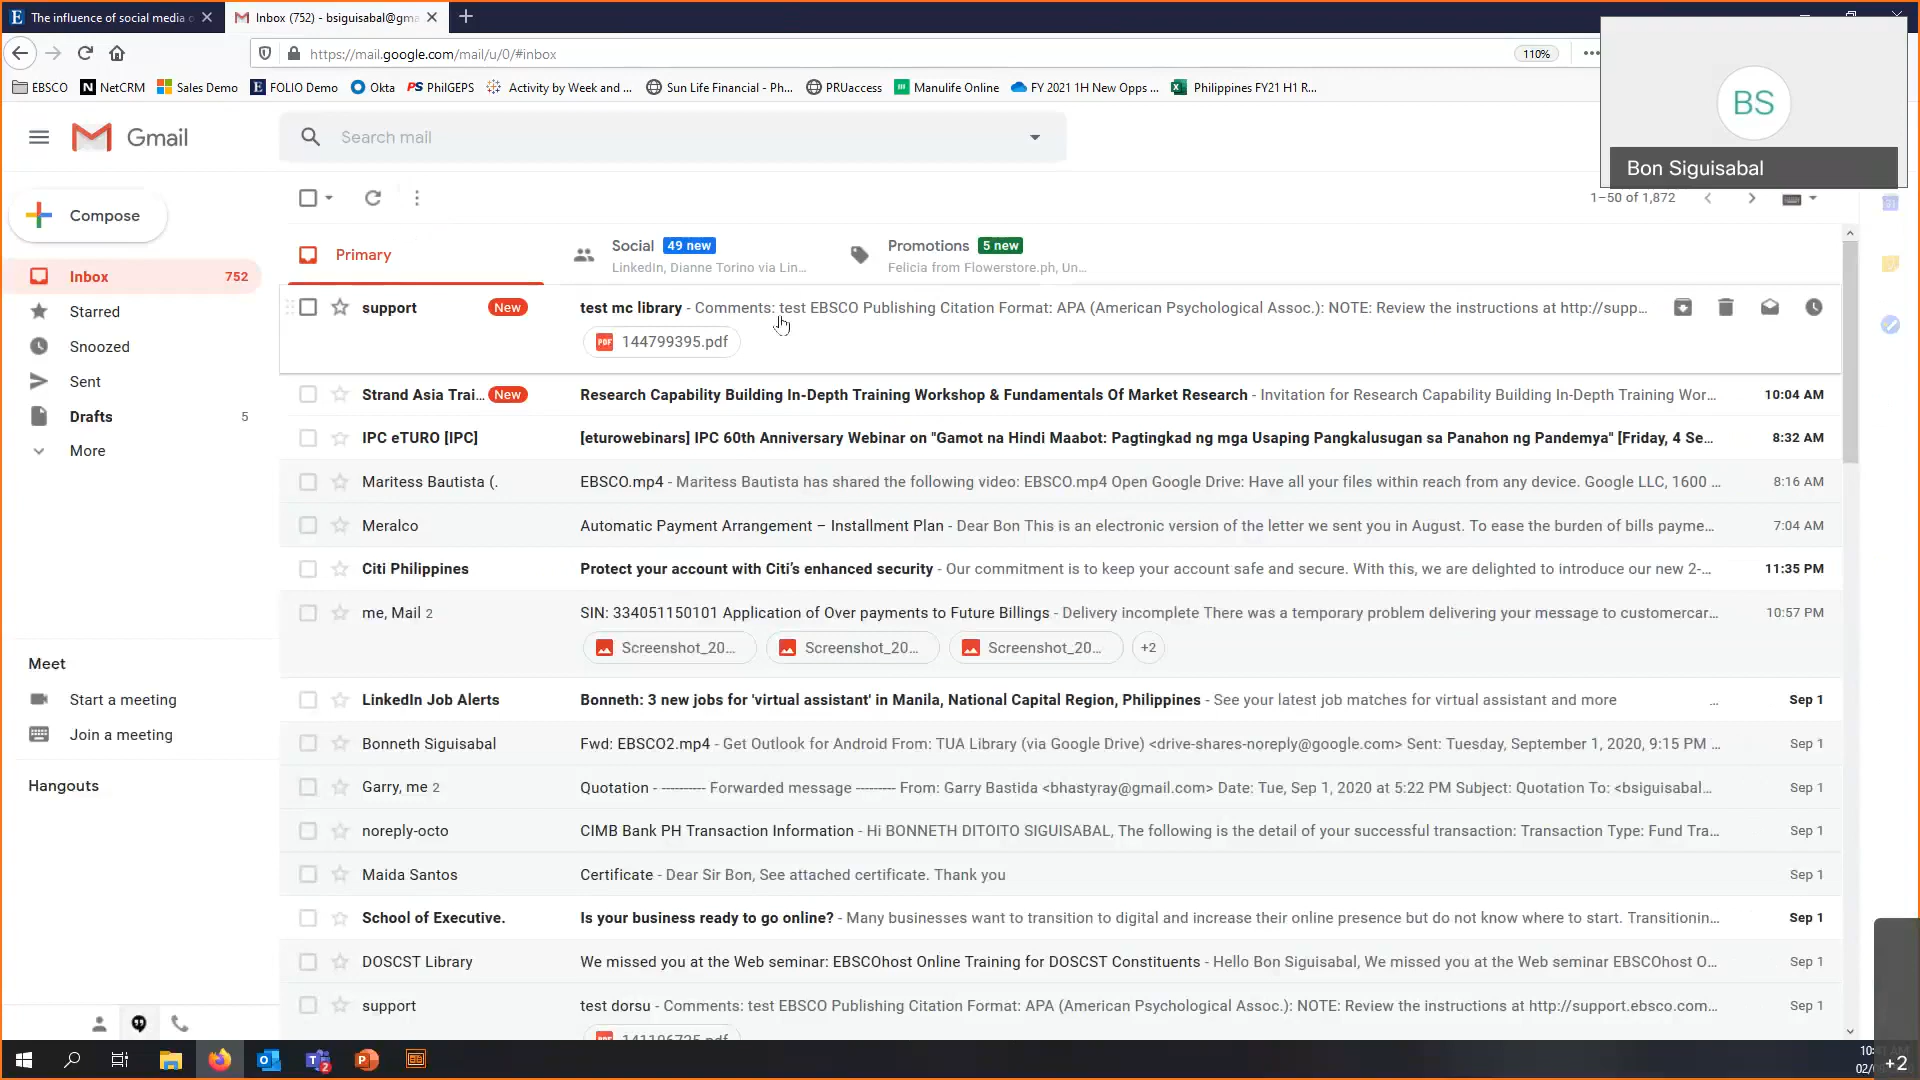 The influence of social media o
Inbox (752) - bsiguisabal@gma
https://mail.google.com/mail/u/0/#inbox
110%
EBSCO
NetCRM
Sales Demo
FOLIO Demo
Okta
PhilGEPS
Activity by Week and ...
Sun Life Financial - Ph...
PRUaccess
Manulife Online
FY 2021 1H New Opps ...
Philippines FY21 H1 R...
BS
Bon Siguisabal
Gmail
Search mail
1–50 of 1,872
Compose
Inbox 752
Starred
Snoozed
Sent
Drafts 5
More
Meet
Start a meeting
Join a meeting
Hangouts
Primary
Social 49 new
LinkedIn, Dianne Torino via Lin...
Promotions 5 new
Felicia from Flowerstore.ph, Un...
support New test mc library - Comments: test EBSCO Publishing Citation Format: APA (American Psychological Assoc.): NOTE: Review the instructions at http://supp...
PDF 144799395.pdf
Strand Asia Trai... New Research Capability Building In-Depth Training Workshop & Fundamentals Of Market Research - Invitation for Research Capability Building In-Depth Training Wor... 10:04 AM
IPC eTURO [IPC] [eturowebinars] IPC 60th Anniversary Webinar on "Gamot na Hindi Maabot: Pagtingkad ng mga Usaping Pangkalusugan sa Panahon ng Pandemya" [Friday, 4 Se... 8:32 AM
Maritess Bautista (. EBSCO.mp4 - Maritess Bautista has shared the following video: EBSCO.mp4 Open Google Drive: Have all your files within reach from any device. Google LLC, 1600 ... 8:16 AM
Meralco Automatic Payment Arrangement – Installment Plan - Dear Bon This is an electronic version of the letter we sent you in August. To ease the burden of bills payme... 7:04 AM
Citi Philippines Protect your account with Citi's enhanced security - Our commitment is to keep your account safe and secure. With this, we are delighted to introduce our new 2-... 11:35 PM
me, Mail 2 SIN: 334051150101 Application of Over payments to Future Billings - Delivery incomplete There was a temporary problem delivering your message to customercar... 10:57 PM
Screenshot_20... Screenshot_20... Screenshot_20... +2
LinkedIn Job Alerts Bonneth: 3 new jobs for 'virtual assistant' in Manila, National Capital Region, Philippines - See your latest job matches for virtual assistant and more ... Sep 1
Bonneth Siguisabal Fwd: EBSCO2.mp4 - Get Outlook for Android From: TUA Library (via Google Drive) <drive-shares-noreply@google.com> Sent: Tuesday, September 1, 2020, 9:15 PM ... Sep 1
Garry, me 2 Quotation - ---------- Forwarded message --------- From: Garry Bastida <bhastyray@gmail.com> Date: Tue, Sep 1, 2020 at 5:22 PM Subject: Quotation To: <bsiguisabal... Sep 1
noreply-octo CIMB Bank PH Transaction Information - Hi BONNETH DITOITO SIGUISABAL, The following is the detail of your successful transaction: Transaction Type: Fund Tra... Sep 1
Maida Santos Certificate - Dear Sir Bon, See attached certificate. Thank you Sep 1
School of Executive. Is your business ready to go online? - Many businesses want to transition to digital and increase their online presence but do not know where to start. Transitionin... Sep 1
DOSCST Library We missed you at the Web seminar: EBSCOhost Online Training for DOSCST Constituents - Hello Bon Siguisabal, We missed you at the Web seminar EBSCOhost O... Sep 1
support test dorsu - Comments: test EBSCO Publishing Citation Format: APA (American Psychological Assoc.): NOTE: Review the instructions at http://support.ebsco.com... Sep 1
+2